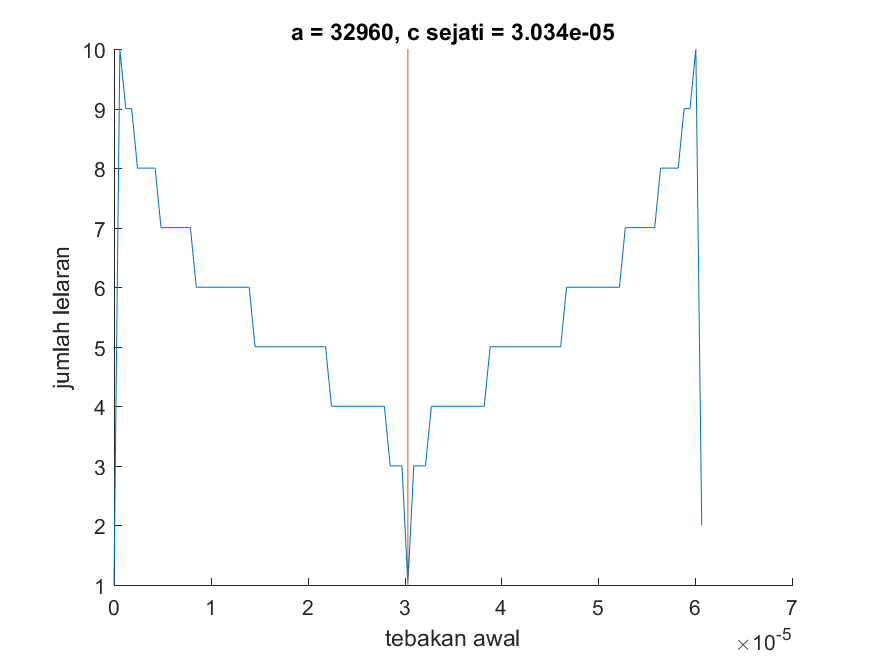 a = 32960, c sejati = 3.034e-05
10
9
8
7
6
5
4
3
2
1
jumlah lelaran
0 1 2 3 4 5 6 7
tebakan awal
×10^-5